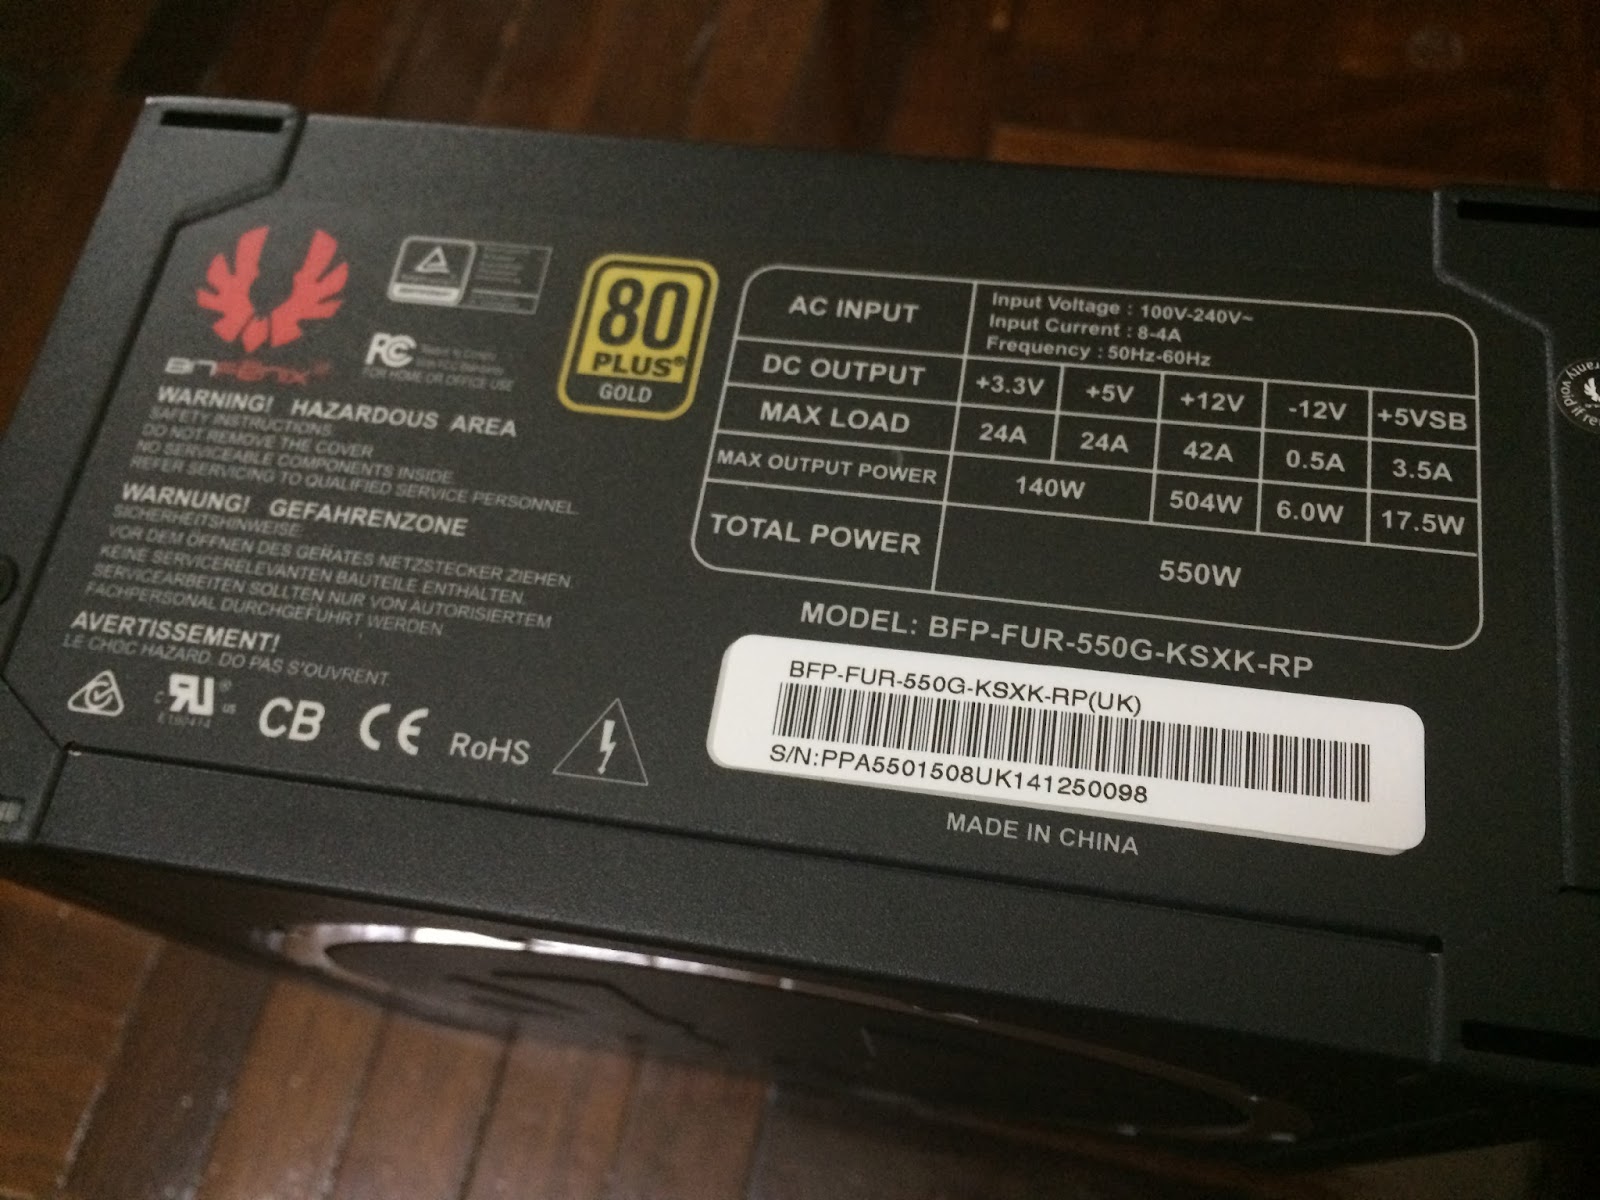 BITFENIX
FC
FOR HOME OR OFFICE USE
80
PLUS®
GOLD
WARNING! HAZARDOUS AREA
SAFETY INSTRUCTIONS
DO NOT REMOVE THE COVER
NO SERVICEABLE COMPONENTS INSIDE.
REFER SERVICING TO QUALIFIED SERVICE PERSONNEL.
WARNUNG! GEFAHRENZONE
SICHERHEITSHINWEISE:
VOR DEM ÖFFNEN DES GERATES NETZSTECKER ZIEHEN.
KEINE SERVICERELEVANTEN BAUTEILE ENTHALTEN.
SERVICEARBEITEN SOLLTEN NUR VON AUTORISIERTEM
FACHPERSONAL DURCHGEFÜHRT WERDEN
AVERTISSEMENT!
LE CHOC HAZARD. DO PAS S'OUVRENT.
c RU ® us
CB CE RoHS
AC INPUT
Input Voltage : 100V-240V~
Input Current : 8-4A
Frequency : 50Hz-60Hz
DC OUTPUT +3.3V +5V +12V -12V +5VSB
MAX LOAD 24A 24A 42A 0.5A 3.5A
MAX OUTPUT POWER 140W 504W 6.0W 17.5W
TOTAL POWER 550W
MODEL: BFP-FUR-550G-KSXK-RP
BFP-FUR-550G-KSXK-RP(UK)
S/N:PPA5501508UK141250098
MADE IN CHINA